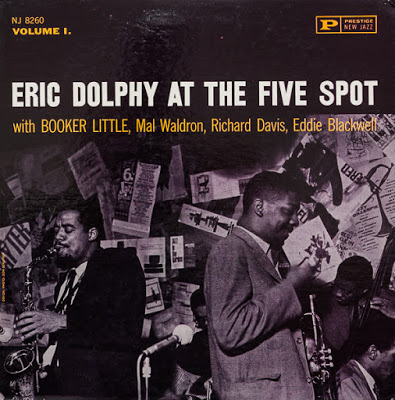 NJ 8260
VOLUME I.
P PRESTIGE
NEW JAZZ
ERIC DOLPHY AT THE FIVE SPOT
with BOOKER LITTLE, Mal Waldron, Richard Davis, Eddie Blackwell